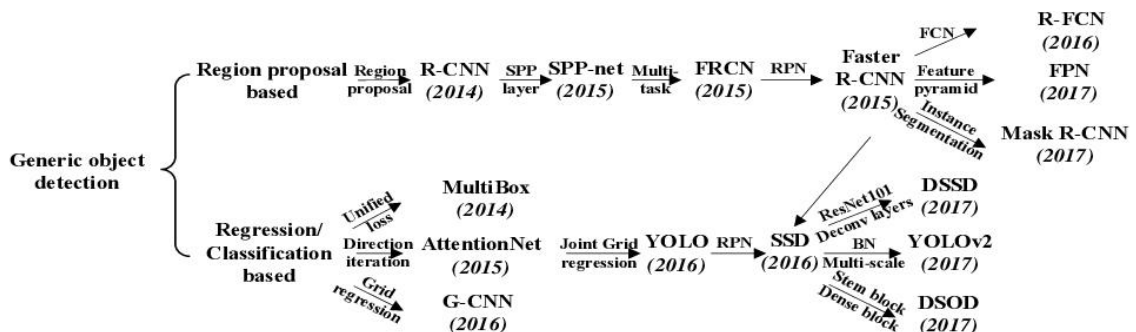 Generic object
detection
Region proposal
based
Region
proposal
R-CNN
(2014)
SPP
layer
SPP-net
(2015)
Multi-
task
FRCN
(2015)
RPN
Faster
R-CNN
(2015)
FCN
R-FCN
(2016)
Feature
pyramid
FPN
(2017)
Instance
Segmentation
Mask R-CNN
(2017)
Regression/
Classification
based
Unified
loss
MultiBox
(2014)
Direction
iteration
AttentionNet
(2015)
Grid
regression
G-CNN
(2016)
Joint Grid
regression
YOLO
(2016)
RPN
SSD
(2016)
ResNet101
Deconv layers
DSSD
(2017)
BN
Multi-scale
YOLOv2
(2017)
Stem block
Dense block
DSOD
(2017)